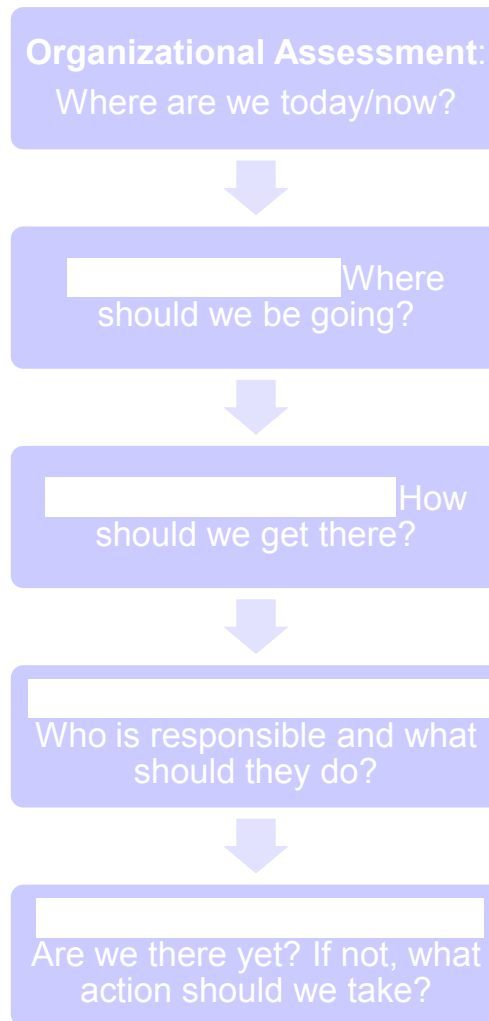 Organizational Assessment:
Where are we today/now?
Where
should we be going?
How
should we get there?
Who is responsible and what
should they do?
Are we there yet? If not, what
action should we take?